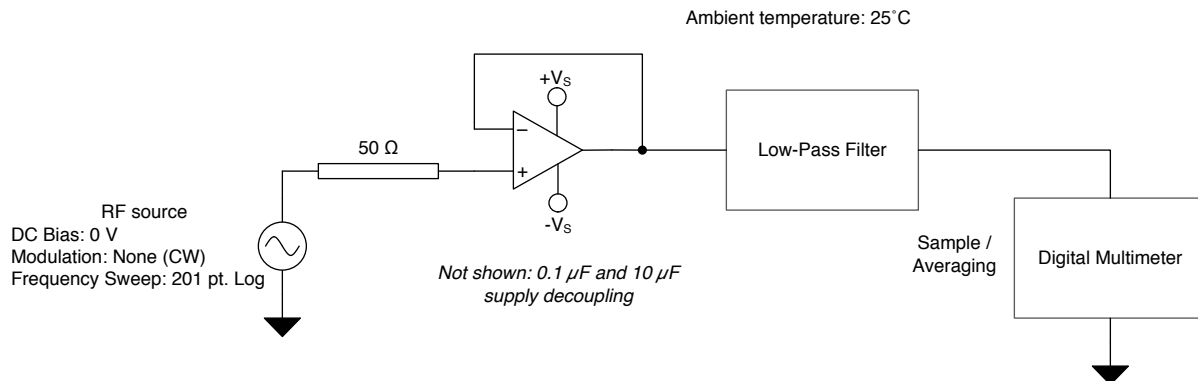 Ambient temperature: 25˚C
+VS
50 Ω
−
+
-VS
Low-Pass Filter
RF source
DC Bias: 0 V
Modulation: None (CW)
Frequency Sweep: 201 pt. Log
Not shown: 0.1 µF and 10 µF
supply decoupling
Sample /
Averaging
Digital Multimeter